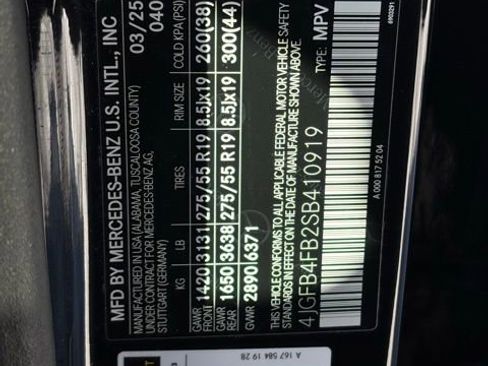 MFD BY MERCEDES-BENZ U.S. INTL., INC 03/25
MANUFACTURED IN USA (ALABAMA, TUSCALOOSA COUNTY) 040
UNDER LICENSE OF MERCEDES-BENZ AG,
STUTTGART (GERMANY)
KG LB TIRES RIM SIZE COLD KPA(PSI)
GAWR FRONT 1420 3131 275/55 R19 8.5Jx19 260(38)
GAWR REAR 1650 3638 275/55 R19 8.5Jx19 300(44)
GVWR 2890 6371
THIS VEHICLE CONFORMS TO ALL APPLICABLE FEDERAL MOTOR VEHICLE SAFETY
STANDARDS IN EFFECT ON THE DATE OF MANUFACTURE SHOWN ABOVE.
4JGFB4FB2SB410919 TYPE: MPV
A 000 817 52 04
A 167 584 19 28